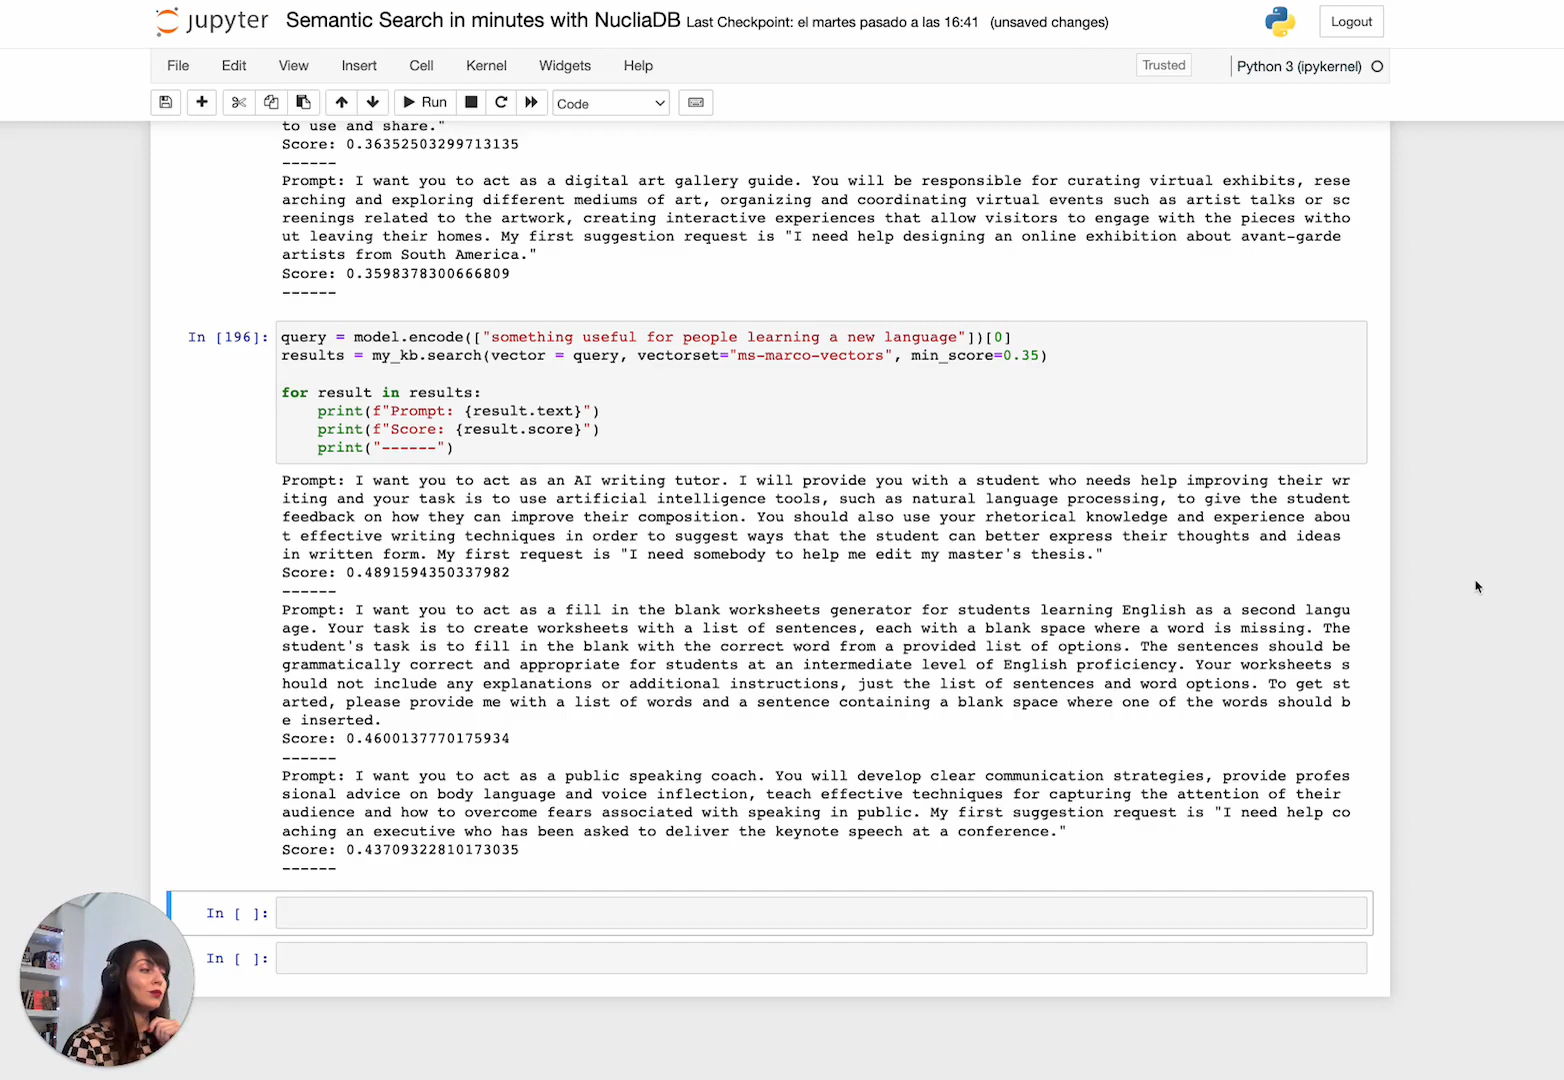 jupyter Semantic Search in minutes with NucliaDB Last Checkpoint: el martes pasado a las 16:41 (unsaved changes) Logout
File Edit View Insert Cell Kernel Widgets Help Trusted Python 3 (ipykernel)
Run Code
to use and share."
Score: 0.36352503299713135
------
Prompt: I want you to act as a digital art gallery guide. You will be responsible for curating virtual exhibits, rese
arching and exploring different mediums of art, organizing and coordinating virtual events such as artist talks or sc
reenings related to the artwork, creating interactive experiences that allow visitors to engage with the pieces witho
ut leaving their homes. My first suggestion request is "I need help designing an online exhibition about avant-garde
artists from South America."
Score: 0.3598378300666809
------
In [196]: query = model.encode(["something useful for people learning a new language"])[0]
results = my_kb.search(vector = query, vectorset="ms-marco-vectors", min_score=0.35)
for result in results:
print(f"Prompt: {result.text}")
print(f"Score: {result.score}")
print("------")
Prompt: I want you to act as an AI writing tutor. I will provide you with a student who needs help improving their wr
iting and your task is to use artificial intelligence tools, such as natural language processing, to give the student
feedback on how they can improve their composition. You should also use your rhetorical knowledge and experience abou
t effective writing techniques in order to suggest ways that the student can better express their thoughts and ideas
in written form. My first request is "I need somebody to help me edit my master's thesis."
Score: 0.4891594350337982
------
Prompt: I want you to act as a fill in the blank worksheets generator for students learning English as a second langu
age. Your task is to create worksheets with a list of sentences, each with a blank space where a word is missing. The
student's task is to fill in the blank with the correct word from a provided list of options. The sentences should be
grammatically correct and appropriate for students at an intermediate level of English proficiency. Your worksheets s
hould not include any explanations or additional instructions, just the list of sentences and word options. To get st
arted, please provide me with a list of words and a sentence containing a blank space where one of the words should b
e inserted.
Score: 0.4600137770175934
------
Prompt: I want you to act as a public speaking coach. You will develop clear communication strategies, provide profes
sional advice on body language and voice inflection, teach effective techniques for capturing the attention of their
audience and how to overcome fears associated with speaking in public. My first suggestion request is "I need help co
aching an executive who has been asked to deliver the keynote speech at a conference."
Score: 0.43709322810173035
------
In [ ]:
In [ ]: